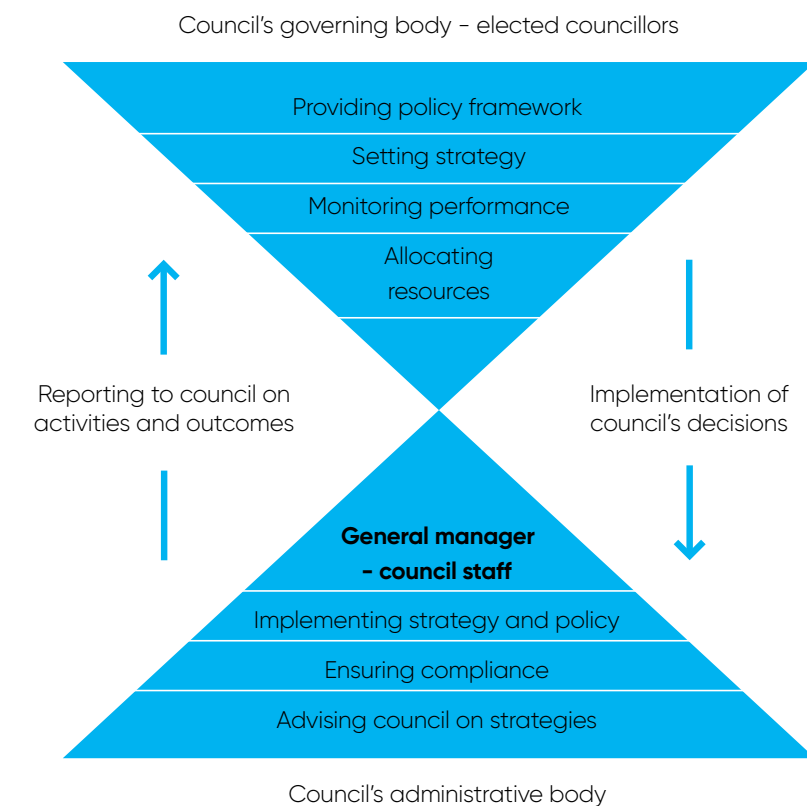 Council’s governing body - elected councillors
Providing policy framework
Setting strategy
Monitoring performance
Allocating
resources
Reporting to council on
activities and outcomes
Implementation of
council’s decisions
General manager
- council staff
Implementing strategy and policy
Ensuring compliance
Advising council on strategies
Council’s administrative body